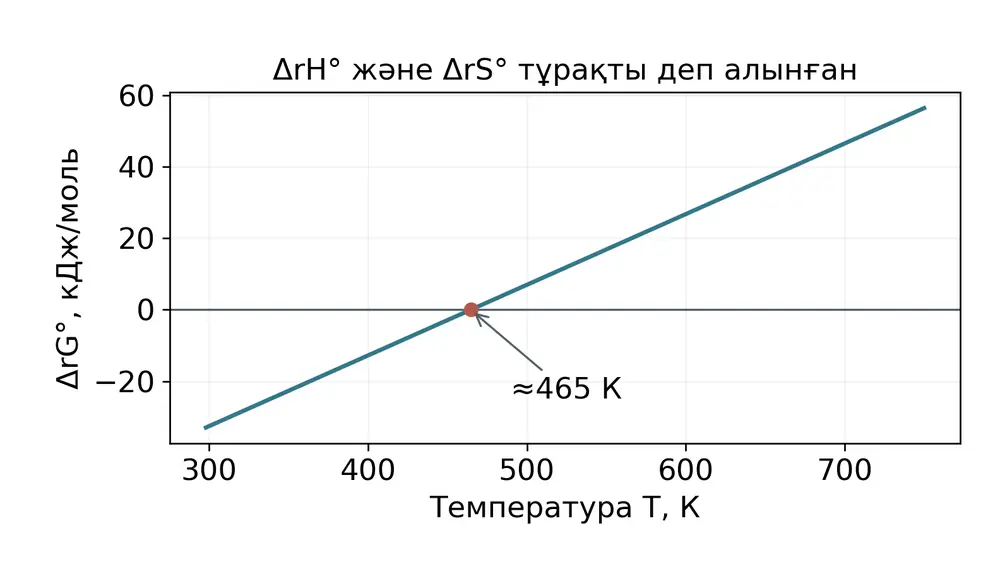 ΔrH° және ΔrS° тұрақты деп алынған
ΔrG°, кДж/моль
60
40
20
0
−20
≈465 К
300 400 500 600 700
Температура T, К